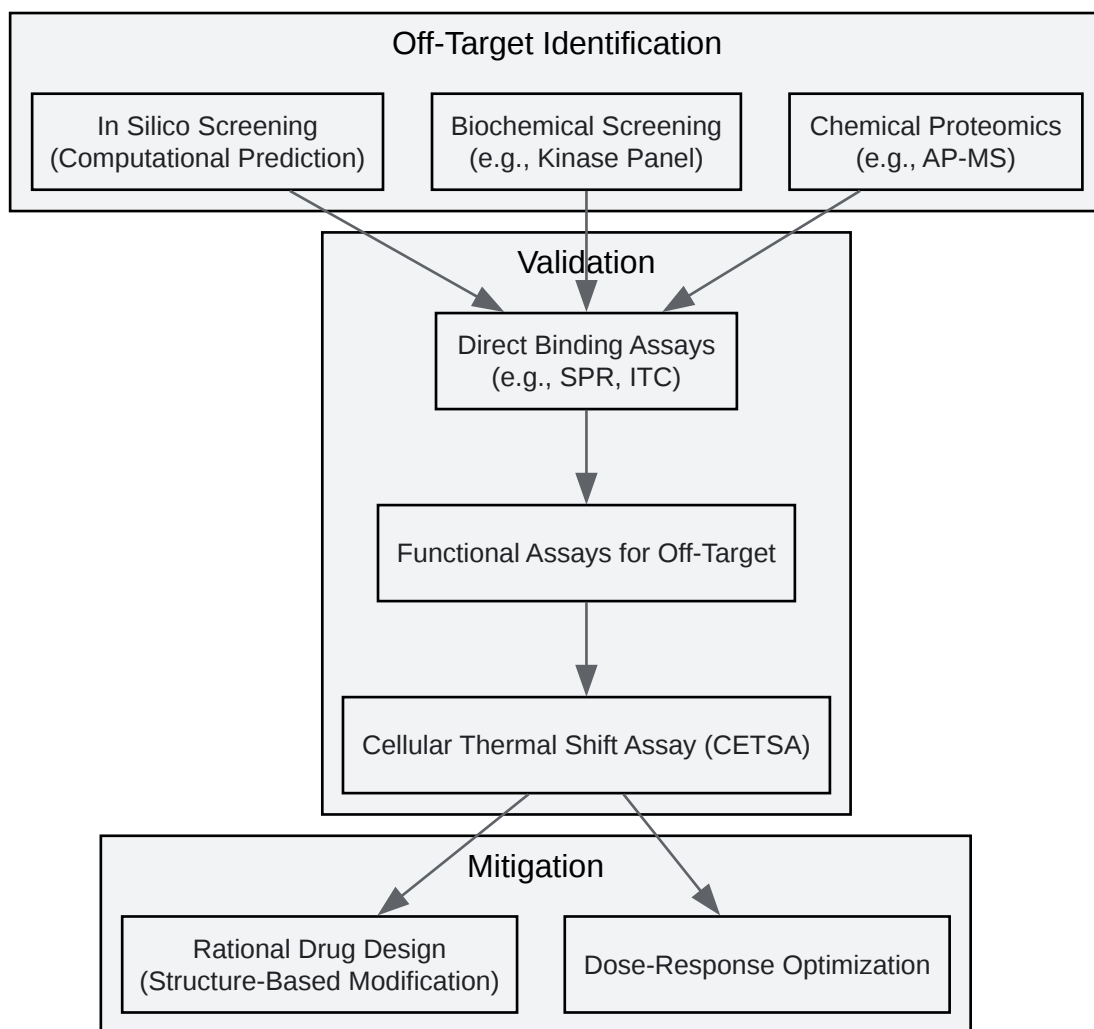 Off-Target Identification
In Silico Screening
(Computational Prediction)
Biochemical Screening
(e.g., Kinase Panel)
Chemical Proteomics
(e.g., AP-MS)
Validation
Direct Binding Assays
(e.g., SPR, ITC)
Functional Assays for Off-Target
Cellular Thermal Shift Assay (CETSA)
Mitigation
Rational Drug Design
(Structure-Based Modification)
Dose-Response Optimization